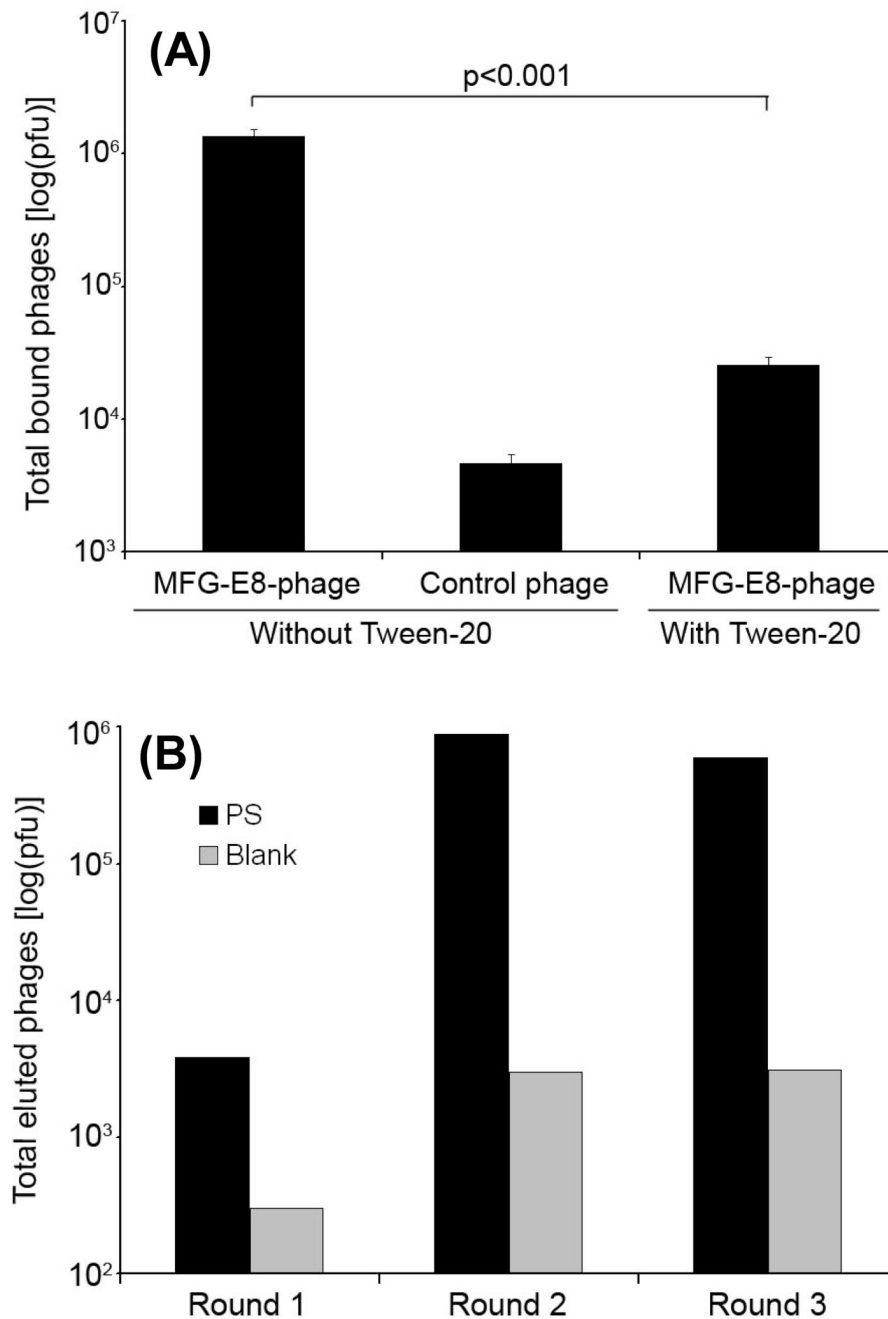 (A)
p<0.001
Total bound phages [log(pfu)]
10⁷
10⁶
10⁵
10⁴
10³
MFG-E8-phage Control phage MFG-E8-phage
Without Tween-20 With Tween-20
(B)
PS
Blank
Total eluted phages [log(pfu)]
10⁶
10⁵
10⁴
10³
10²
Round 1 Round 2 Round 3